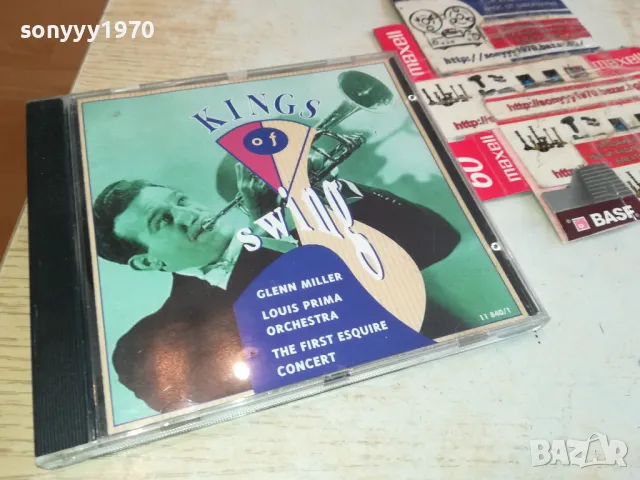 sonyyy1970
KINGS
of
swing
GLENN MILLER
LOUIS PRIMA
ORCHESTRA
THE FIRST ESQUIRE
CONCERT
11 840/1
maxell
maxell
maxell
60
BASF
BAZAR